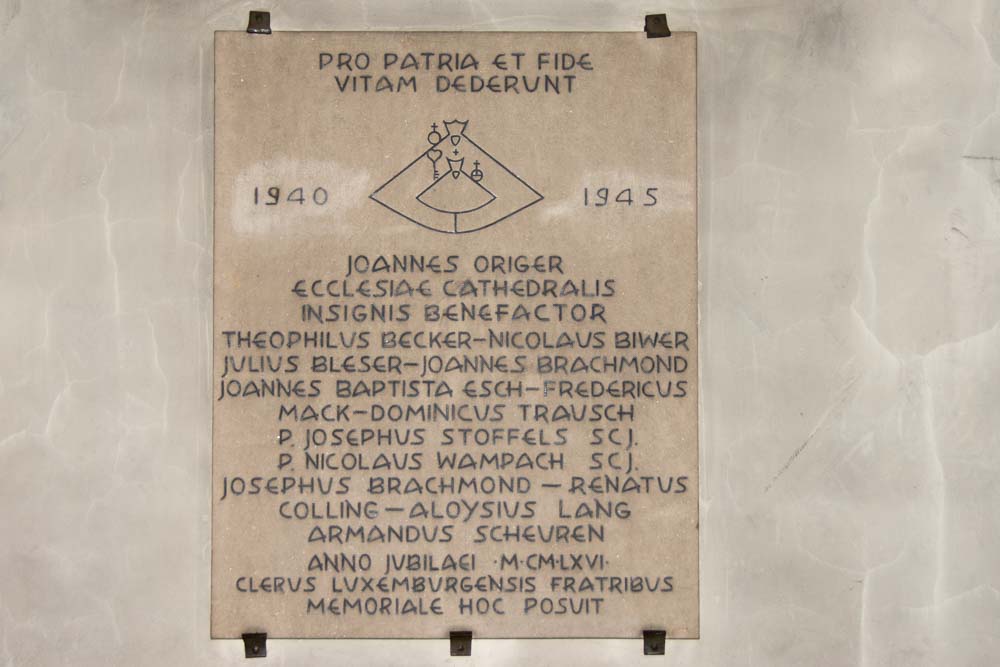 PRO PATRIA ET FIDE
VITAM DEDERUNT
1940 1945
JOANNES ORIGER
ECCLESIAE CATHEDRALIS
INSIGNIS BENEFACTOR
THEOPHILUS BECKER-NICOLAUS BIWER
JULIUS BLESER-JOANNES BRACHMOND
JOANNES BAPTISTA ESCH-FREDERICUS
MACK-DOMINICUS TRAUSCH
P. JOSEPHUS STOFFELS SCJ.
P. NICOLAUS WAMPACH SCJ.
JOSEPHUS BRACHMOND - RENATUS
COLLING-ALOYSIUS LANG
ARMANDUS SCHEUREN
ANNO JUBILAEI ·M·CM·LXVI·
CLERUS LUXEMBURGENSIS FRATRIBUS
MEMORIALE HOC POSUIT